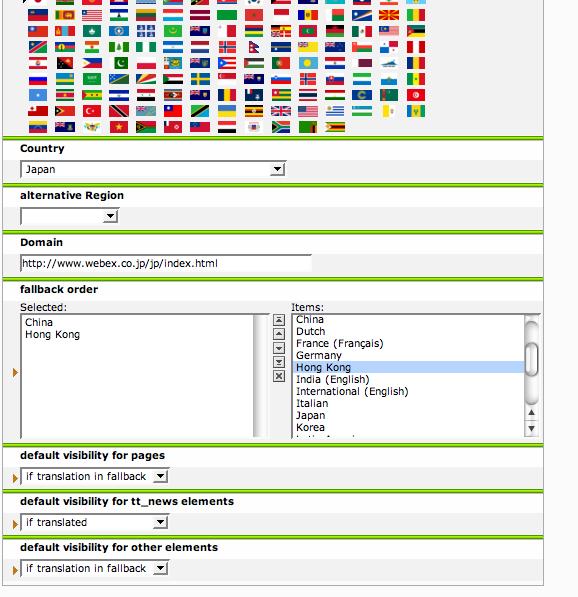 Country
Japan
alternative Region
Domain
http://www.webex.co.jp/jp/index.html
fallback order
Selected:
Items:
China
Hong Kong
China
Dutch
France (Français)
Germany
Hong Kong
India (English)
International (English)
Italian
Japan
Korea
default visibility for pages
if translation in fallback
default visibility for tt_news elements
if translated
default visibility for other elements
if translation in fallback